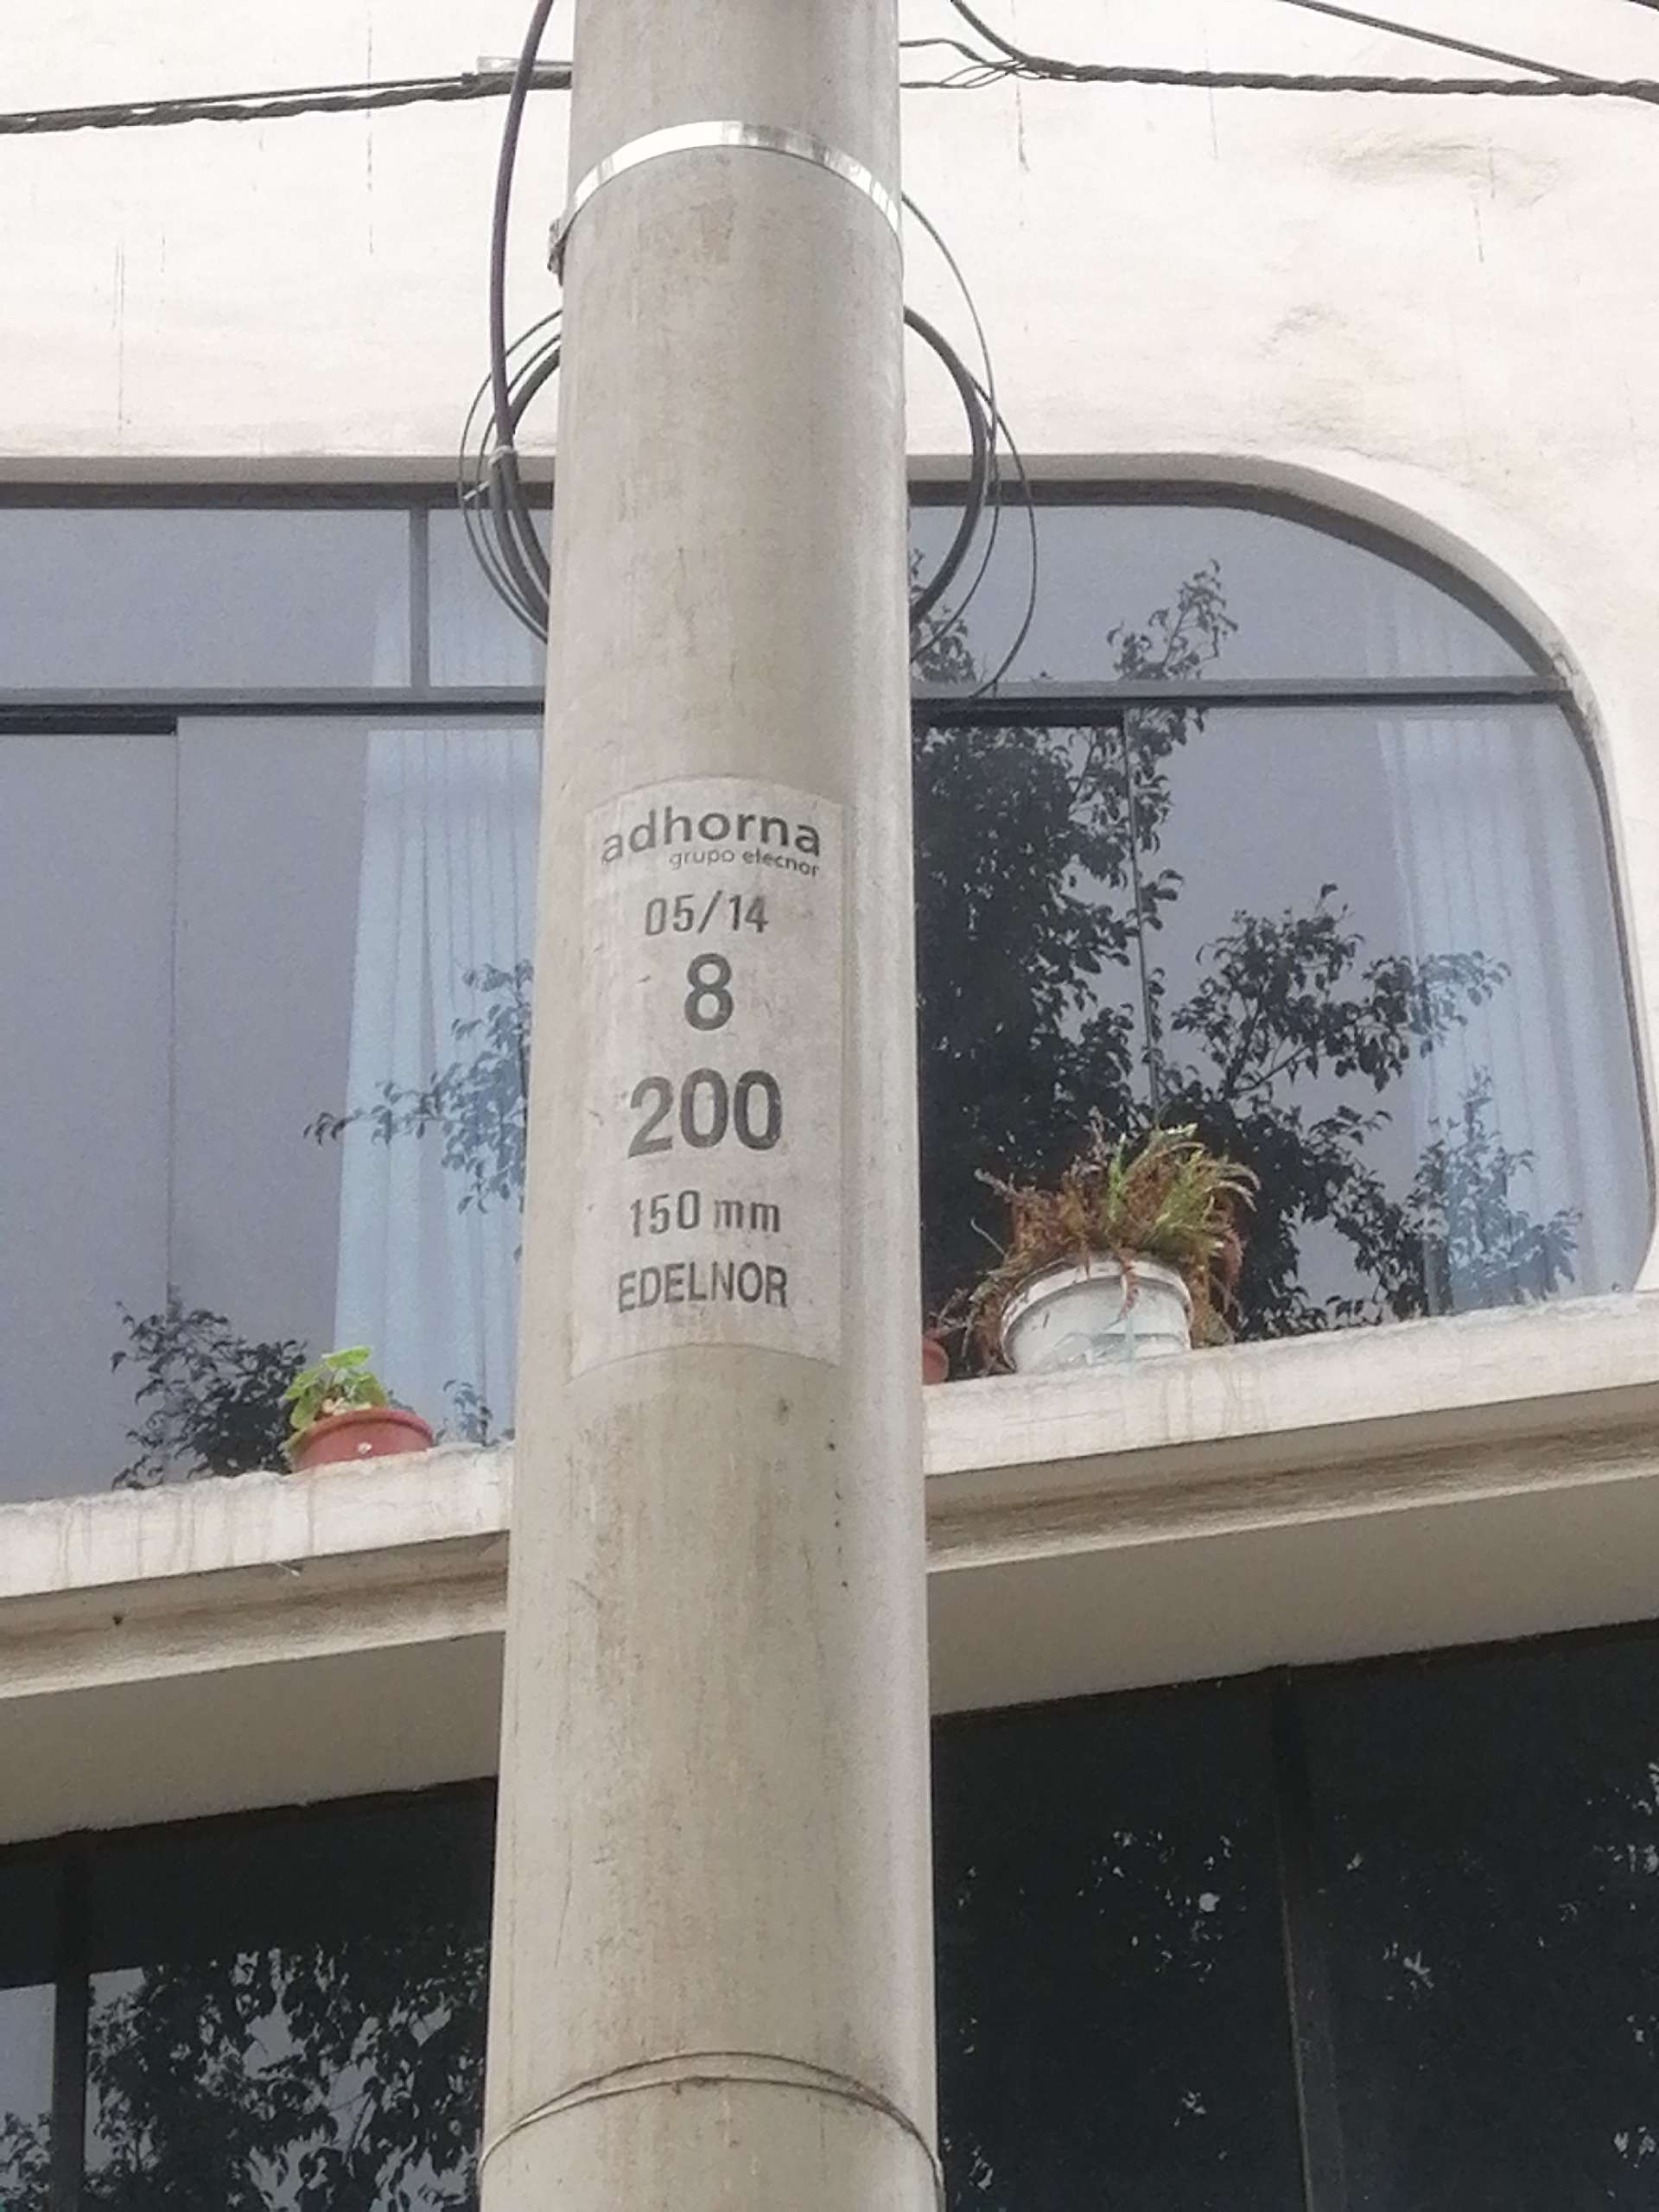 adhorna
grupo elecnor
05/14
8
200
150 mm
EDELNOR